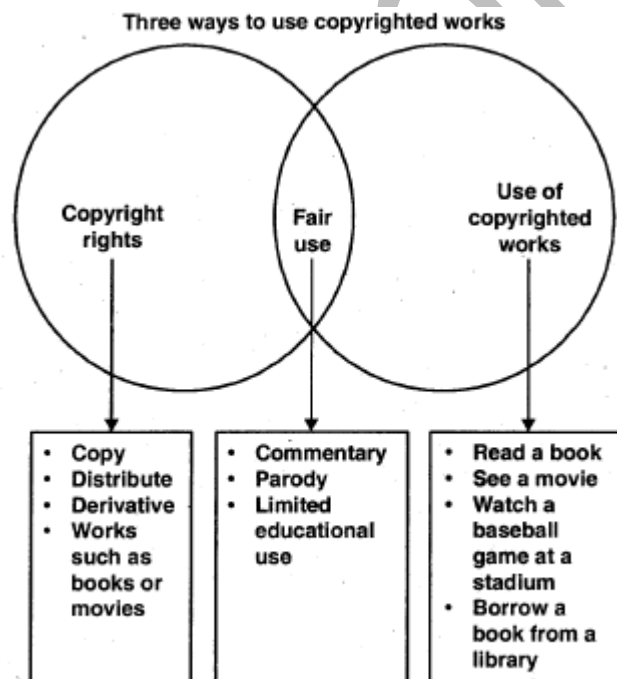 Three ways to use copyrighted works
Copyright
rights
Fair
use
Use of
copyrighted
works
• Copy
• Distribute
• Derivative
• Works
such as
books or
movies
• Commentary
• Parody
• Limited
educational
use
• Read a book
• See a movie
• Watch a
baseball
game at a
stadium
• Borrow a
book from a
library